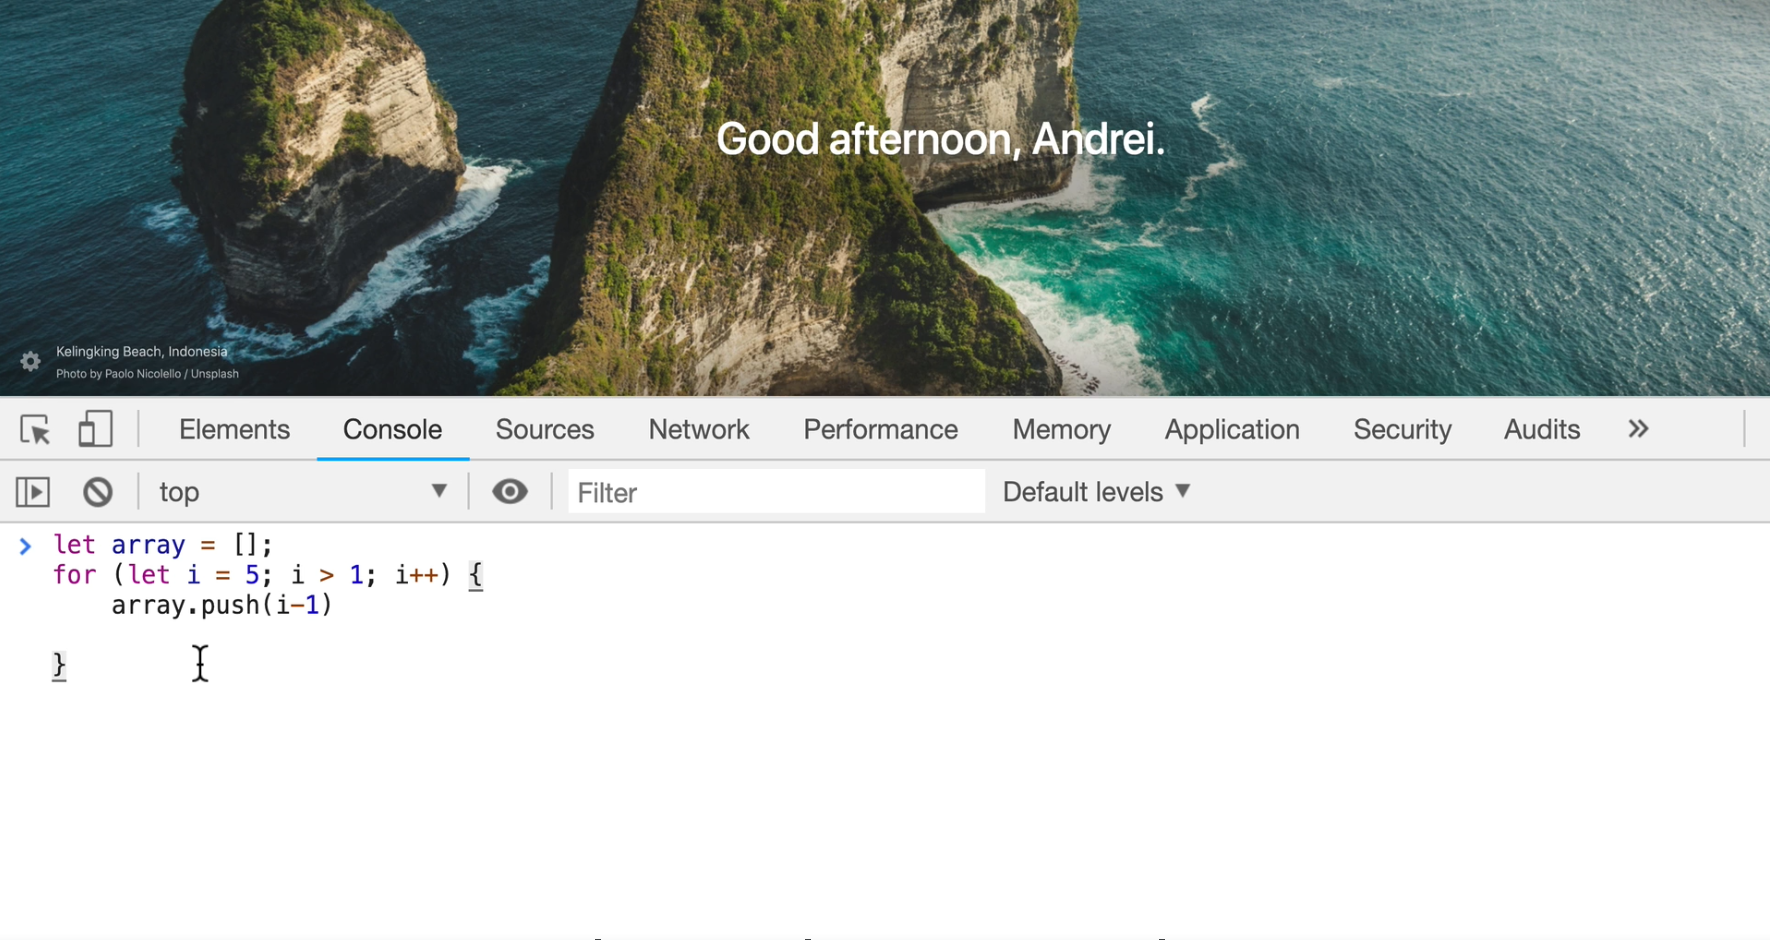 Good afternoon, Andrei.
Kelingking Beach, Indonesia
Photo by Paolo Nicolello / Unsplash
Elements Console Sources Network Performance Memory Application Security Audits »
top ▼ Filter Default levels ▼
let array = [];
for (let i = 5; i > 1; i++) {
    array.push(i-1)
}